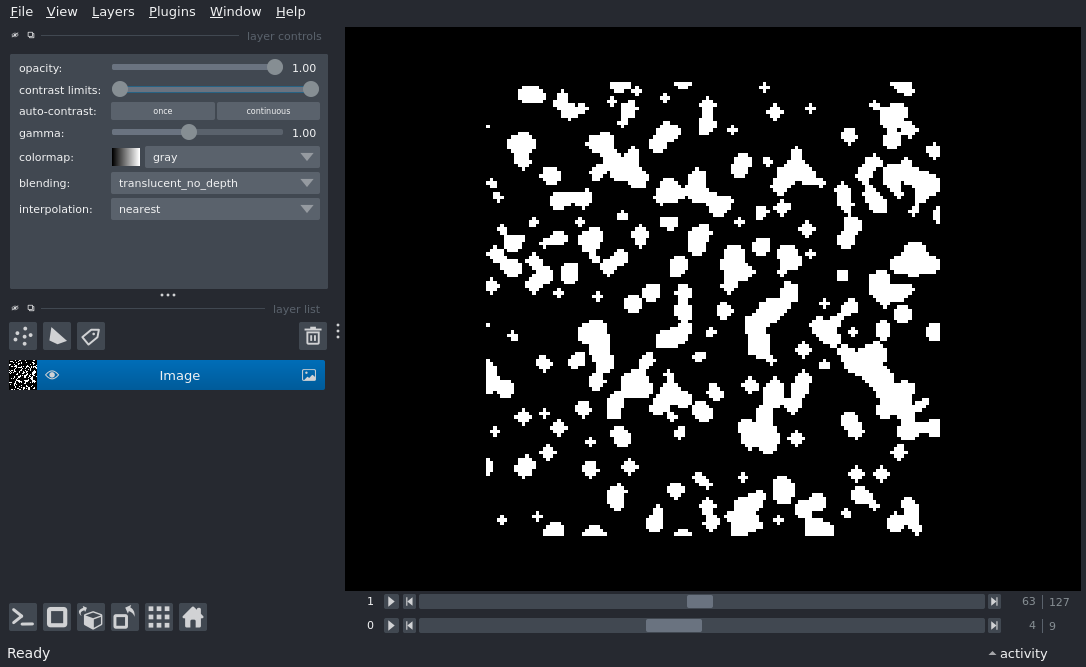 File View Layers Plugins Window Help
layer controls
opacity: 1.00
contrast limits:
auto-contrast: once continuous
gamma: 1.00
colormap: gray
blending: translucent_no_depth
interpolation: nearest
layer list
Image
1 63 127
0 4 9
Ready activity